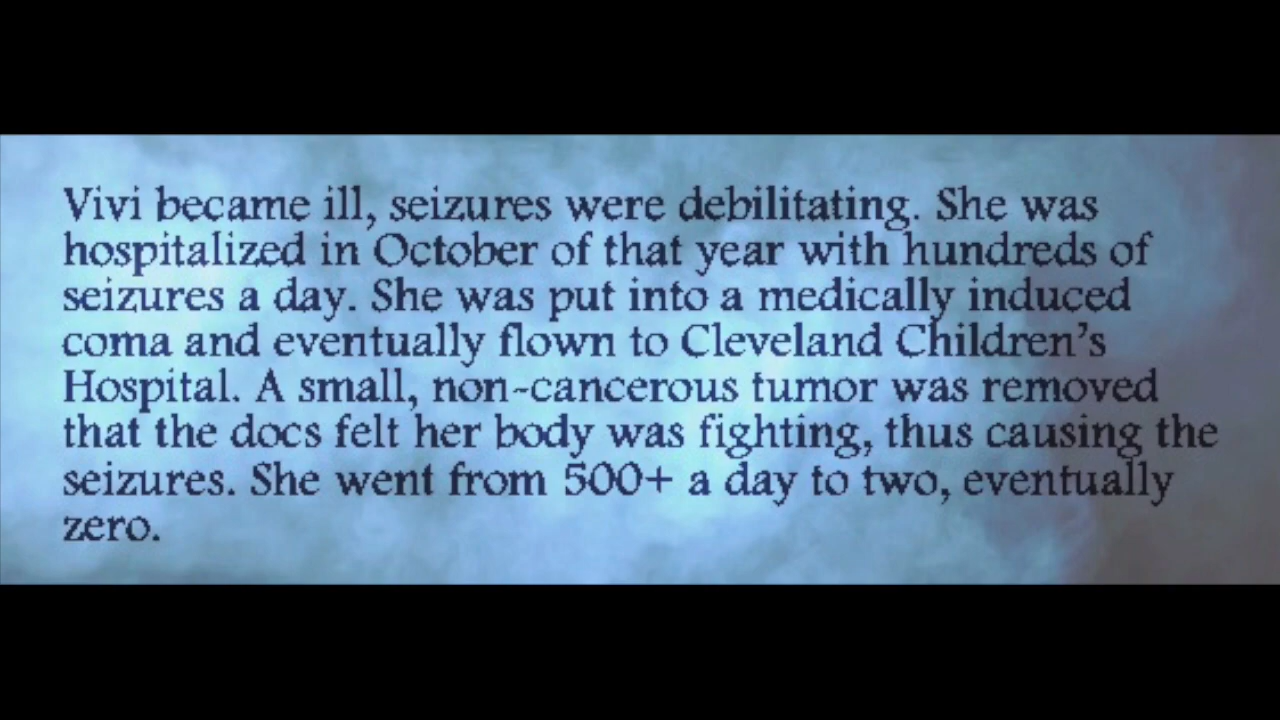 Vivi became ill, seizures were debilitating. She was
hospitalized in October of that year with hundreds of
seizures a day. She was put into a medically induced
coma and eventually flown to Cleveland Children’s
Hospital. A small, non-cancerous tumor was removed
that the docs felt her body was fighting, thus causing the
seizures. She went from 500+ a day to two, eventually
zero.